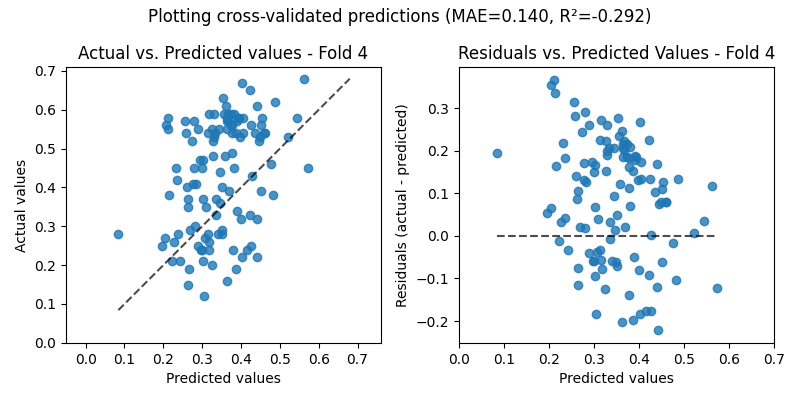 Plotting cross-validated predictions (MAE=0.140, R²=-0.292)
Actual vs. Predicted values - Fold 4
0.7
0.6
0.5
0.4
0.3
0.2
0.1
0.0
Actual values
0.0 0.1 0.2 0.3 0.4 0.5 0.6 0.7
Predicted values
Residuals vs. Predicted Values - Fold 4
0.3
0.2
0.1
0.0
−0.1
−0.2
Residuals (actual - predicted)
0.0 0.1 0.2 0.3 0.4 0.5 0.6 0.7
Predicted values